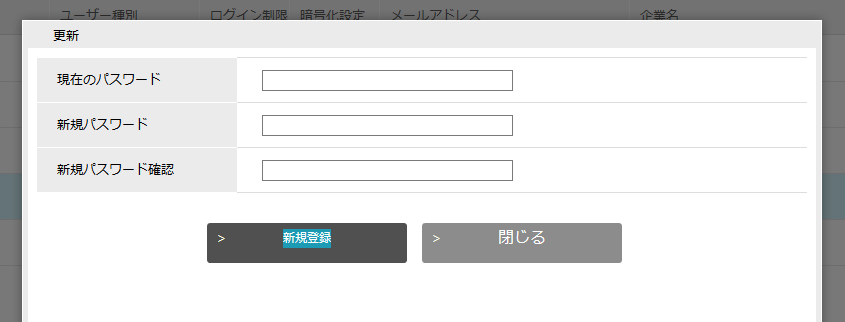 ユーザー種別 ログイン制限 暗号化設定 メールアドレス 企業名
更新
現在のパスワード
新規パスワード
新規パスワード確認
> 新規登録 > 閉じる